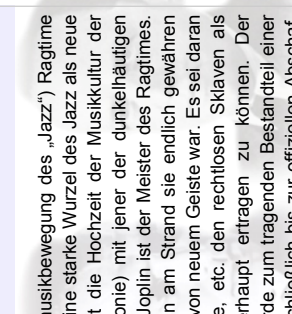 musikbewegung des „Jazz“) Ragtime
ine starke Wurzel des Jazz als neue
t die Hochzeit der Musikkultur der
onie) mit jener der dunkelhäutigen
Joplin ist der Meister des Ragtimes.
n am Strand sie endlich gewähren
von neuem Geiste war. Es sei daran
e, etc. den rechtlosen Sklaven als
erhaupt ertragen zu können. Der
rde zum tragenden Bestandteil einer
chließlich bis zur offiziellen Abschaf